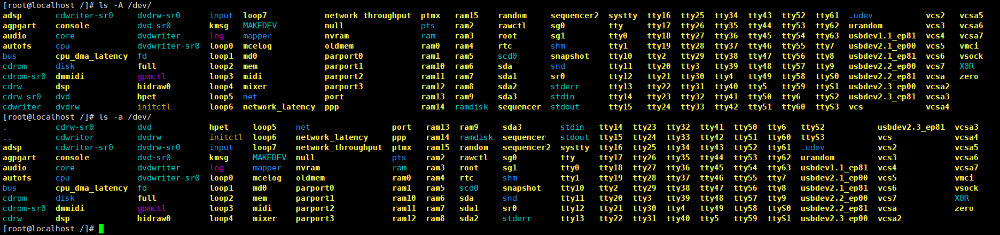 [root@localhost /]# ls -A /dev/
adsp cdwriter-sr0 dvdrw-sr0 input loop7 network_throughput ptmx ram15 random sequencer2 systty tty16 tty25 tty34 tty43 tty52 tty61 .udev vcs2 vcsa5
agpgart console dvd-sr0 kmsg MAKEDEV null pts ram2 rawctl sg0 tty tty17 tty26 tty35 tty44 tty53 tty62 urandom vcs3 vcsa6
audio core dvdwriter log mapper nvram ram ram3 root sg1 tty0 tty18 tty27 tty36 tty45 tty54 tty63 usbdev1.1_ep81 vcs4 vcsa7
autofs cpu dvdwriter-sr0 loop0 mcelog oldmem ram0 ram4 rtc shm tty1 tty19 tty28 tty37 tty46 tty55 tty7 usbdev2.1_ep00 vcs5 vmci
bus cpu_dma_latency fd loop1 md0 parport0 ram1 ram5 scd0 snapshot tty10 tty2 tty29 tty38 tty47 tty56 tty8 usbdev2.1_ep81 vcs6 vsock
cdrom disk full loop2 mem parport1 ram10 ram6 sda snd tty11 tty20 tty3 tty39 tty48 tty57 tty9 usbdev2.2_ep00 vcs7 X0R
cdrom-sr0 dmmidi gpmctl loop3 midi parport2 ram11 ram7 sda1 sr0 tty12 tty21 tty30 tty4 tty49 tty58 ttyS0 usbdev2.2_ep81 vcsa zero
cdrw dsp hidraw0 loop4 mixer parport3 ram12 ram8 sda2 stderr tty13 tty22 tty31 tty40 tty5 tty59 ttyS1 usbdev2.3_ep00 vcsa2
cdrw-sr0 dvd hpet loop5 net port ram13 ram9 sda3 stdin tty14 tty23 tty32 tty41 tty50 tty6 ttyS2 usbdev2.3_ep81 vcsa3
cdwriter dvdrw initctl loop6 network_latency ppp ram14 ramdisk sequencer stdout tty15 tty24 tty33 tty42 tty51 tty60 ttyS3 vcs vcsa4
[root@localhost /]# ls -a /dev/
. cdrw-sr0 dvd hpet loop5 net port ram13 ram9 sda3 stdin tty14 tty23 tty32 tty41 tty50 tty6 ttyS2 usbdev2.3_ep81 vcsa3
.. cdwriter dvdrw initctl loop6 network_latency ppp ram14 ramdisk sequencer stdout tty15 tty24 tty33 tty42 tty51 tty60 ttyS3 vcs vcsa4
adsp cdwriter-sr0 dvdrw-sr0 input loop7 network_throughput ptmx ram15 random sequencer2 systty tty16 tty25 tty34 tty43 tty52 tty61 .udev vcs2 vcsa5
agpgart console dvd-sr0 kmsg MAKEDEV null pts ram2 rawctl sg0 tty tty17 tty26 tty35 tty44 tty53 tty62 urandom vcs3 vcsa6
audio core dvdwriter log mapper nvram ram ram3 root sg1 tty0 tty18 tty27 tty36 tty45 tty54 tty63 usbdev1.1_ep81 vcs4 vcsa7
autofs cpu dvdwriter-sr0 loop0 mcelog oldmem ram0 ram4 rtc shm tty1 tty19 tty28 tty37 tty46 tty55 tty7 usbdev2.1_ep00 vcs5 vmci
bus cpu_dma_latency fd loop1 md0 parport0 ram1 ram5 scd0 snapshot tty10 tty2 tty29 tty38 tty47 tty56 tty8 usbdev2.1_ep81 vcs6 vsock
cdrom disk full loop2 mem parport1 ram10 ram6 sda snd tty11 tty20 tty3 tty39 tty48 tty57 tty9 usbdev2.2_ep00 vcs7 X0R
cdrom-sr0 dmmidi gpmctl loop3 midi parport2 ram11 ram7 sda1 sr0 tty12 tty21 tty30 tty4 tty49 tty58 ttyS0 usbdev2.2_ep81 vcsa zero
cdrw dsp hidraw0 loop4 mixer parport3 ram12 ram8 sda2 stderr tty13 tty22 tty31 tty40 tty5 tty59 ttyS1 usbdev2.3_ep00 vcsa2
[root@localhost /]#